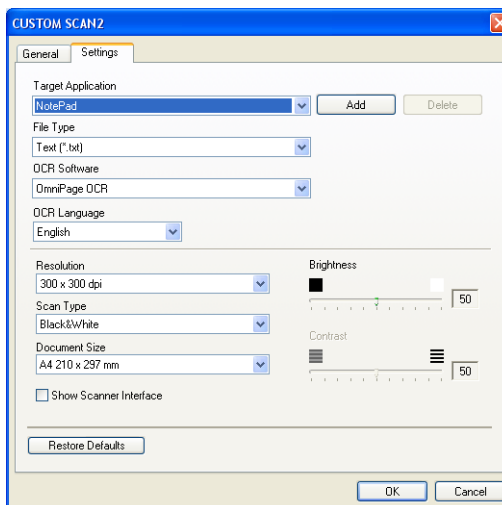 CUSTOM SCAN2
General Settings
Target Application
NotePad Add Delete
File Type
Text (*.txt)
OCR Software
OmniPage OCR
OCR Language
English
Resolution
300 x 300 dpi
Scan Type
Black&White
Document Size
A4 210 x 297 mm
Show Scanner Interface
Brightness
50
Contrast
50
Restore Defaults
OK Cancel